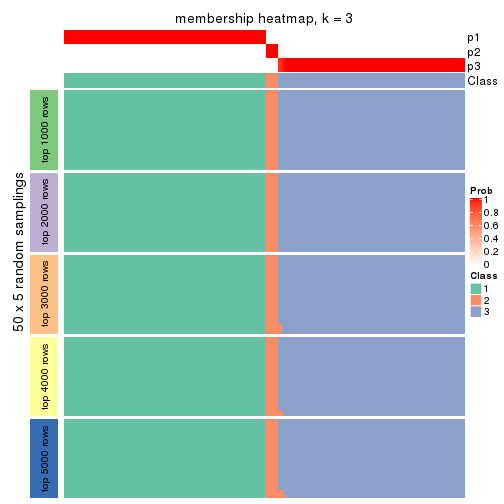 membership heatmap, k = 3
p1
p2
p3
Class
50 x 5 random samplings
top 1000 rows
top 2000 rows
top 3000 rows
top 4000 rows
top 5000 rows
Prob
1
0.8
0.6
0.4
0.2
0
Class
1
2
3